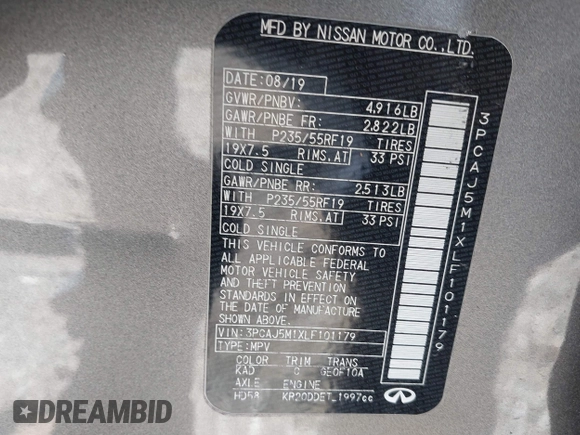 MFD BY NISSAN MOTOR CO.,LTD.
DATE: 08/19
GVWR/PNBV: 4,916LB
GAWR/PNBE FR: 2,822LB
WITH P235/55RF19 TIRES
19X7.5 RIMS.AT 33 PSI
COLD SINGLE
GAWR/PNBE RR: 2,513LB
WITH P235/55RF19 TIRES
19X7.5 RIMS.AT 33 PSI
COLD SINGLE
THIS VEHICLE CONFORMS TO
ALL APPLICABLE FEDERAL
MOTOR VEHICLE SAFETY
AND THEFT PREVENTION
STANDARDS IN EFFECT ON
THE DATE OF MANUFACTURE
SHOWN ABOVE.
VIN: 3PCAJ5M1XLF101179
TYPE: MPV
COLOR TRIM TRANS
KAD G GE0F10A
AXLE ENGINE
HD58 KR20DDET 1997cc
3PCAJ5M1XLF101179
DREAMBID
DREAMBID.COM